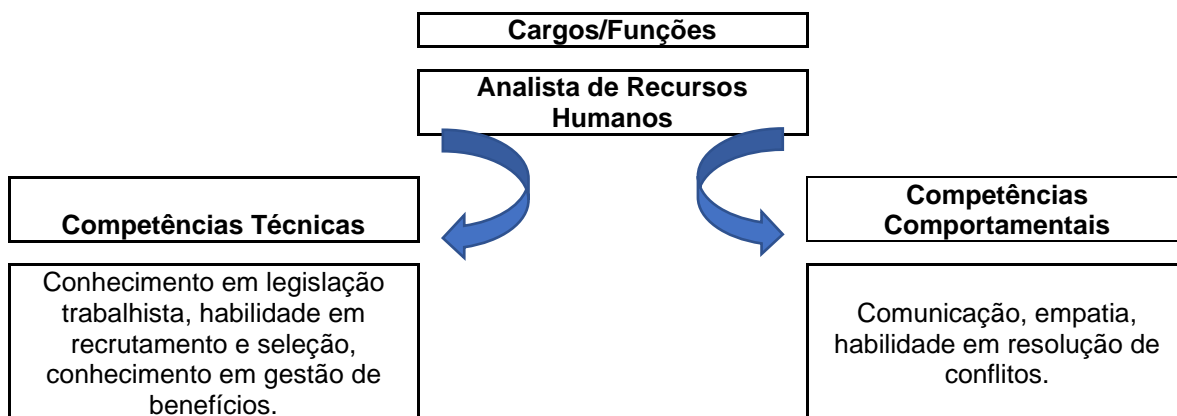 Cargos/Funções
Analista de Recursos
Humanos
Competências Técnicas
Conhecimento em legislação
trabalhista, habilidade em
recrutamento e seleção,
conhecimento em gestão de
benefícios.
Competências
Comportamentais
Comunicação, empatia,
habilidade em resolução de
conflitos.